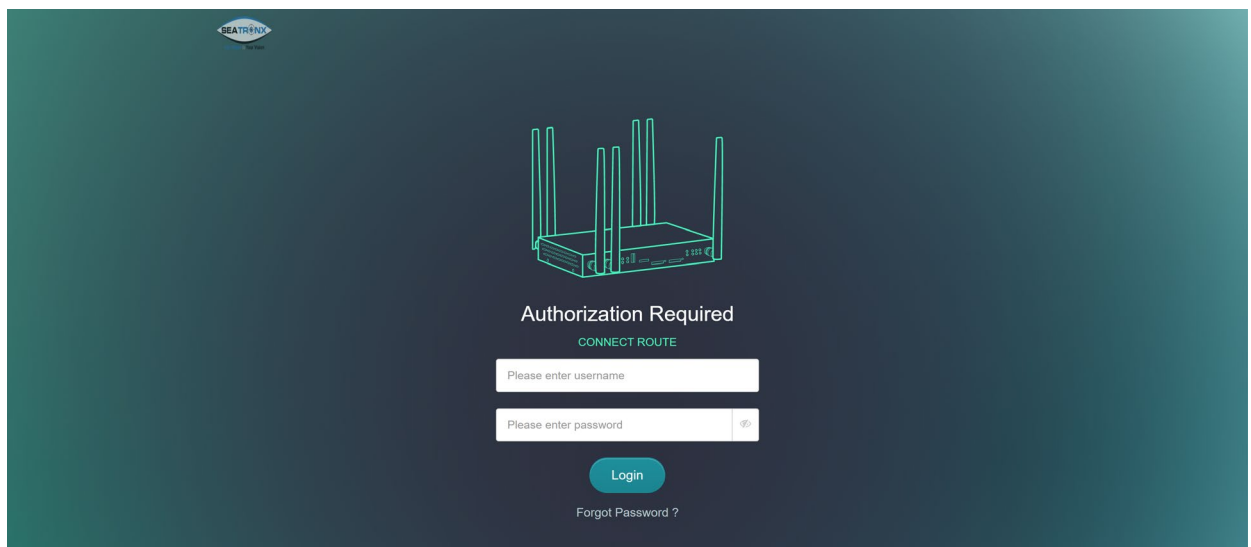 SEATRONX
Authorization Required
CONNECT ROUTE
Please enter username
Please enter password
Login
Forgot Password ?